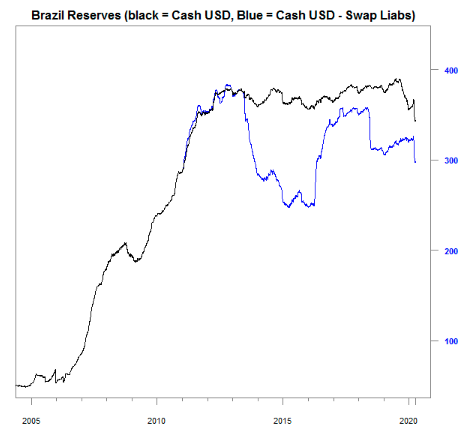 Brazil Reserves (black = Cash USD, Blue = Cash USD - Swap Liabs)
400
300
200
100
2005 2010 2015 2020